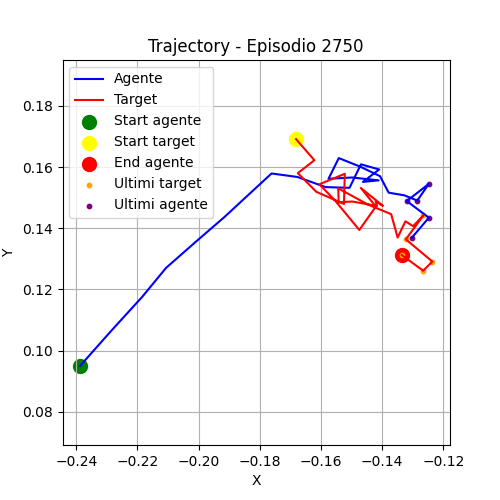 Trajectory - Episodio 2750
Agente
Target
Start agente
Start target
End agente
Ultimi target
Ultimi agente
Y
0.18
0.16
0.14
0.12
0.10
0.08
−0.24 −0.22 −0.20 −0.18 −0.16 −0.14 −0.12
X